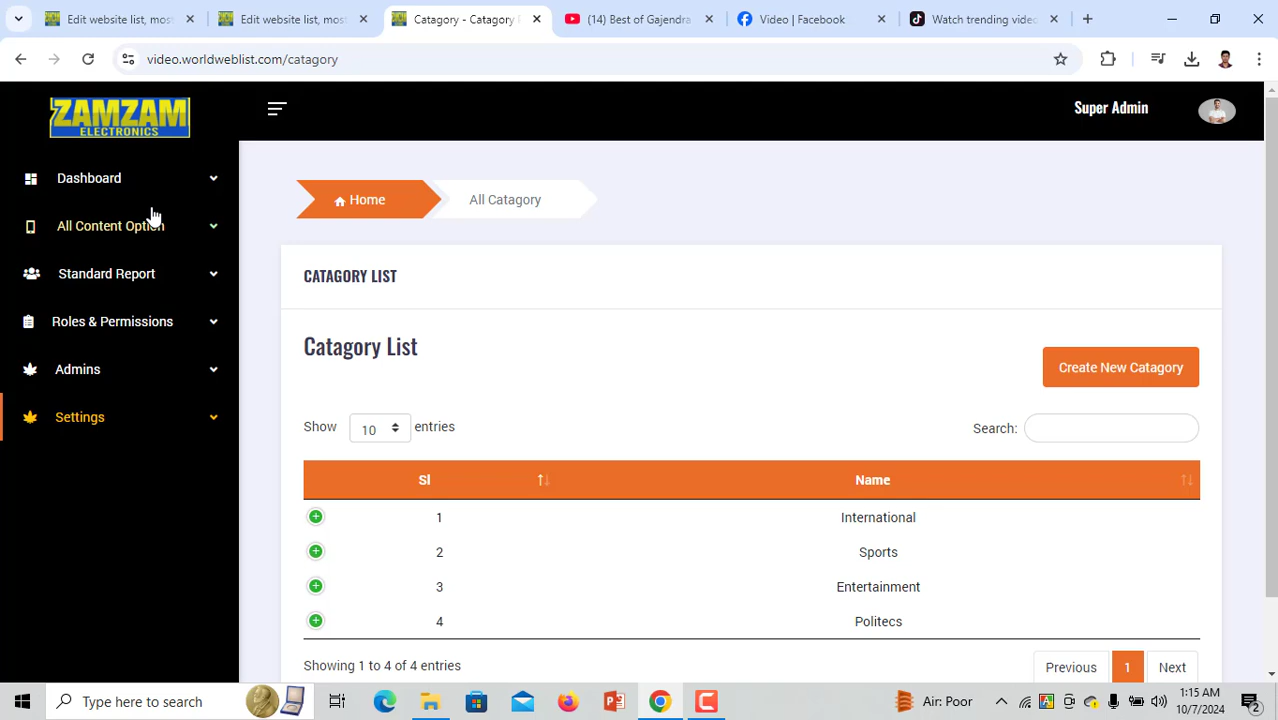 Edit website list, mos
Edit website list, mos
Catagory - Catagory
(14) Best of Gajendra
Video | Facebook
Watch trending video
video.worldweblist.com/catagory
ZAMZAM
ELECTRONICS
Super Admin
Dashboard
All Content Option
Standard Report
Roles & Permissions
Admins
Settings
Home
All Catagory
CATAGORY LIST
Catagory List
Create New Catagory
Show 10 entries
Search:
Sl Name
1 International
2 Sports
3 Entertainment
4 Politecs
Showing 1 to 4 of 4 entries
Previous 1 Next
Type here to search
Air: Poor
1:15 AM
10/7/2024
2